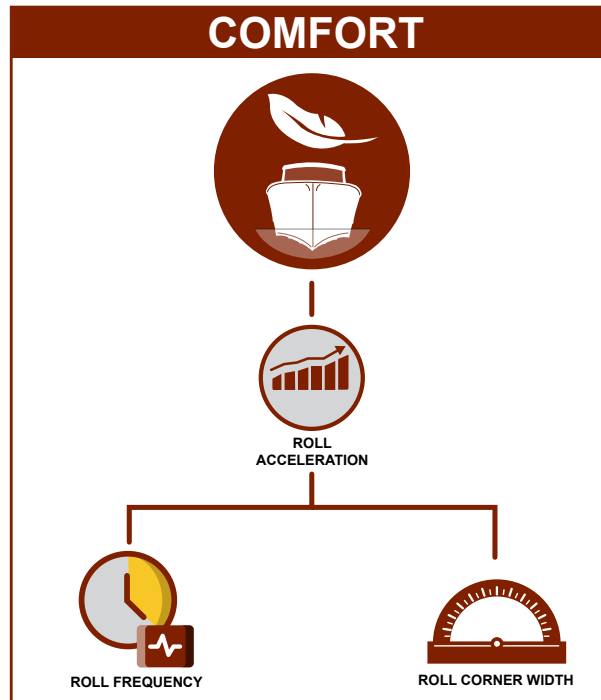 COMFORT
ROLL
ACCELERATION
ROLL FREQUENCY
ROLL CORNER WIDTH